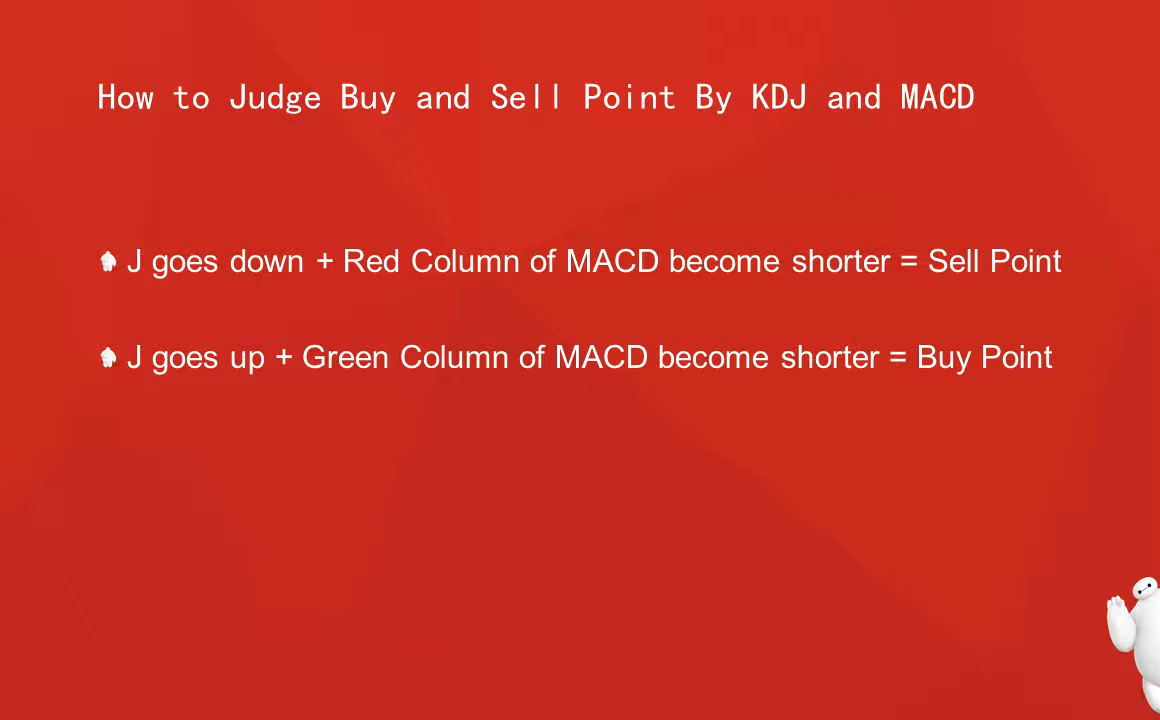 How to Judge Buy and Sell Point By KDJ and MACD
J goes down + Red Column of MACD become shorter = Sell Point
J goes up + Green Column of MACD become shorter = Buy Point